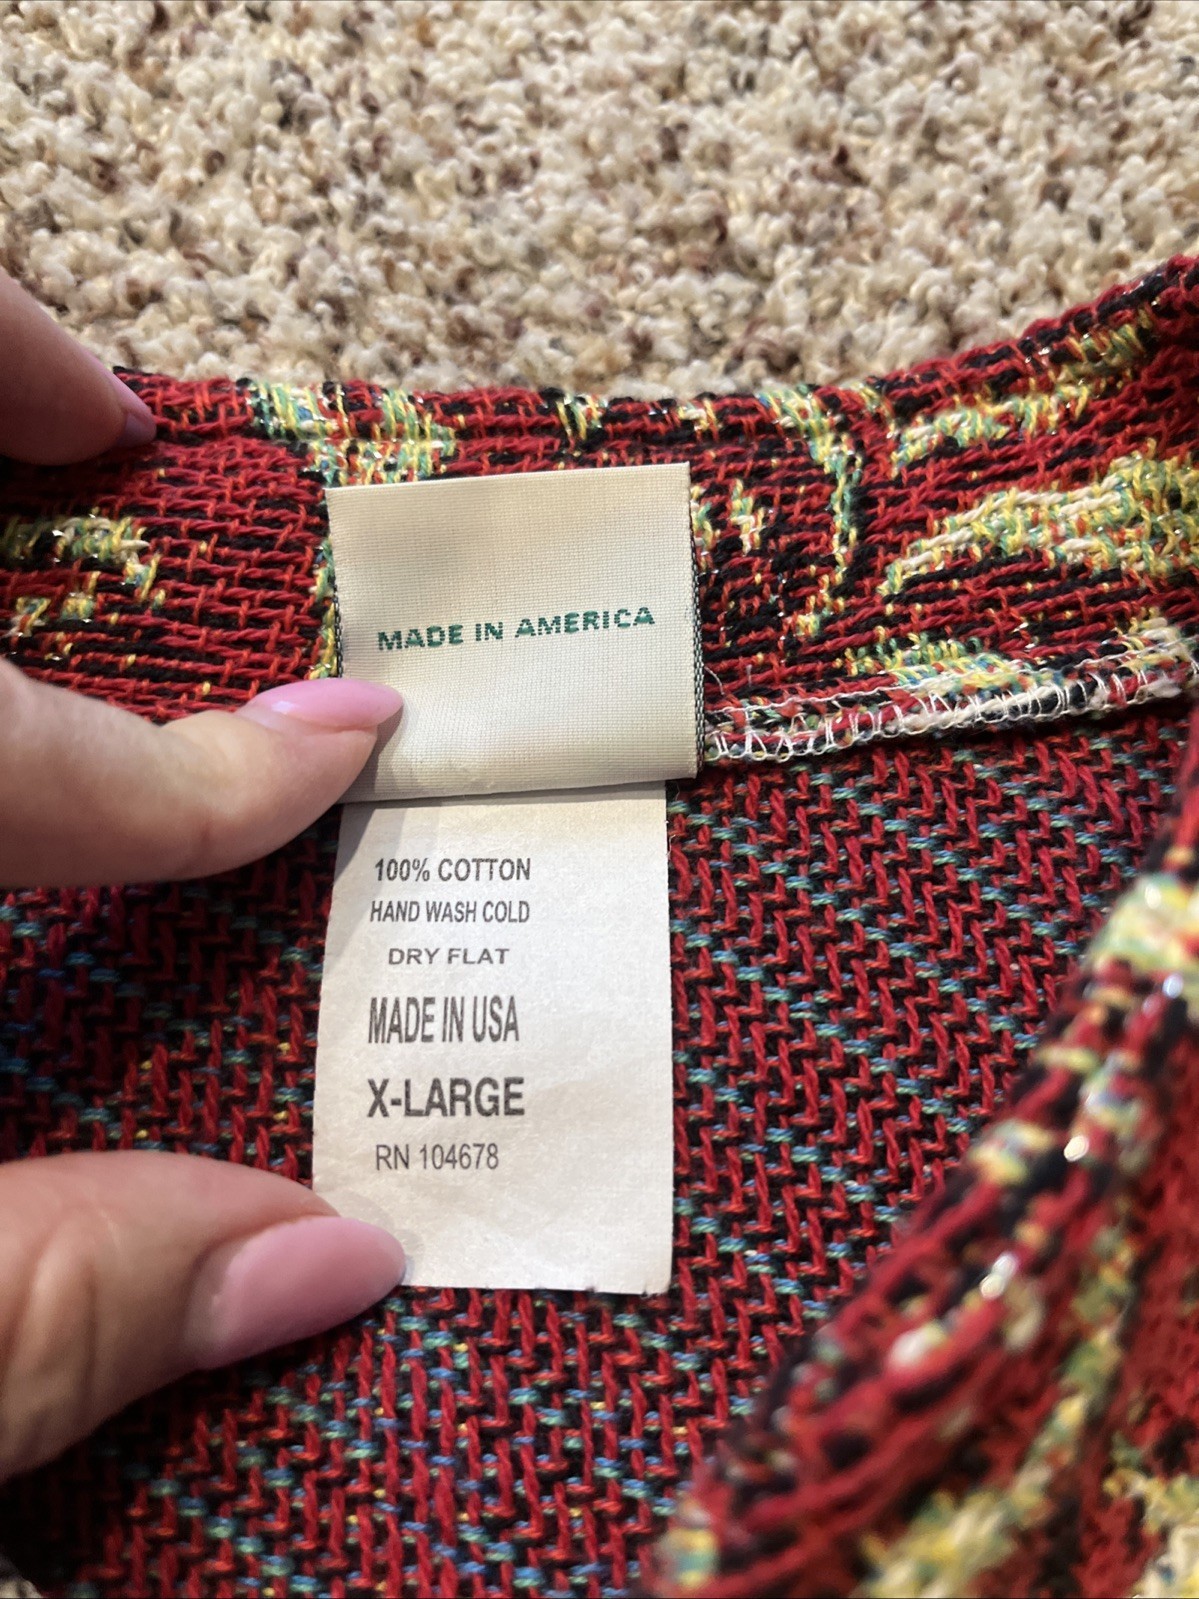 MADE IN AMERICA
100% COTTON
HAND WASH COLD
DRY FLAT
MADE IN USA
X-LARGE
RN 104678